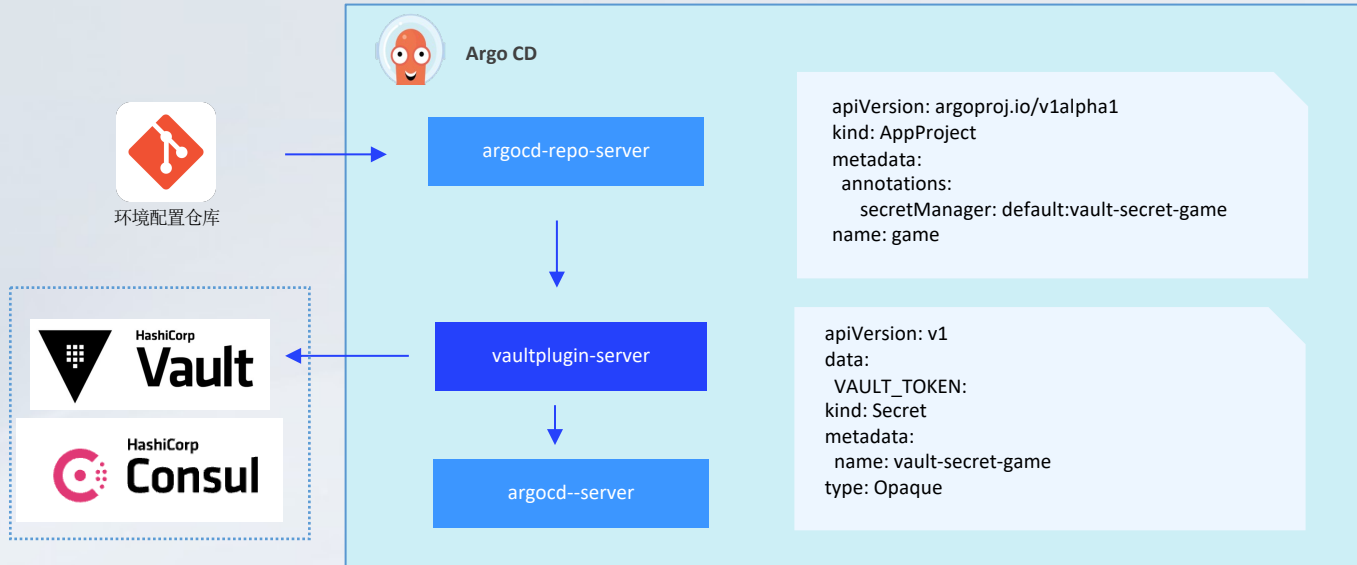 Argo CD
环境配置仓库
argocd-repo-server
apiVersion: argoproj.io/v1alpha1
kind: AppProject
metadata:
  annotations:
    secretManager: default:vault-secret-game
name: game
HashiCorp
Vault
HashiCorp
Consul
vaultplugin-server
argocd--server
apiVersion: v1
data:
  VAULT_TOKEN:
kind: Secret
metadata:
  name: vault-secret-game
type: Opaque